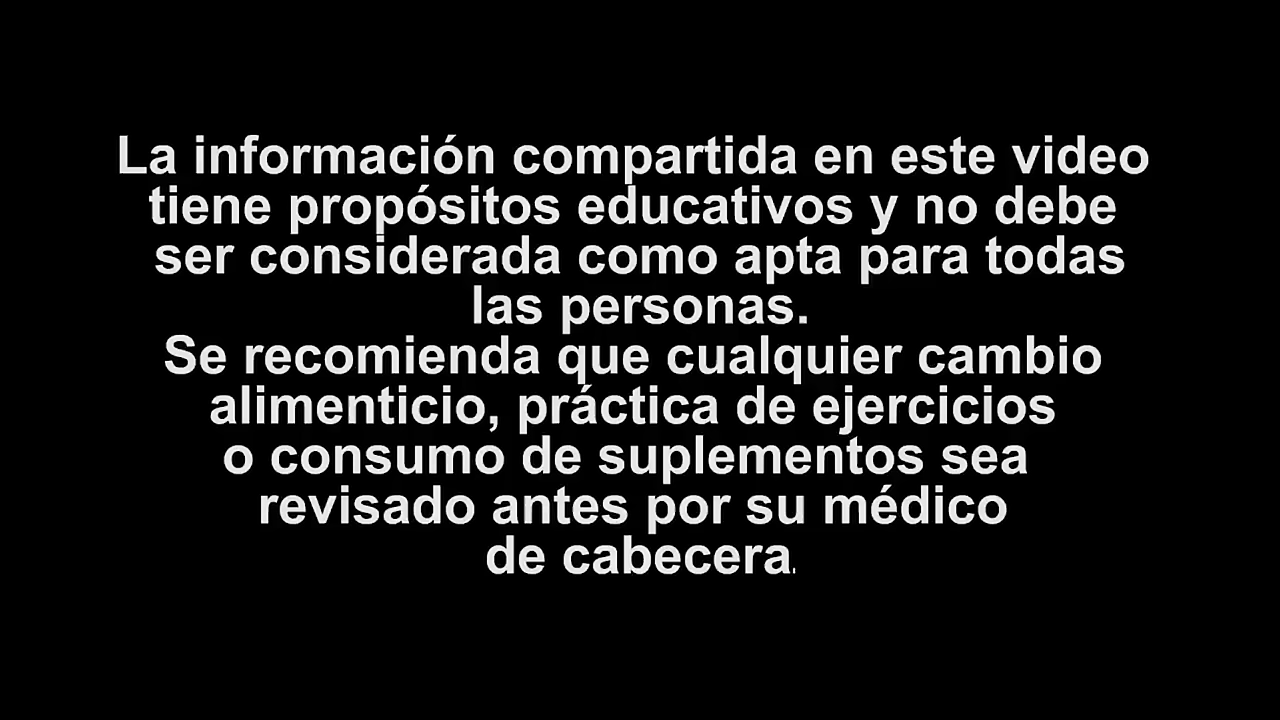 La información compartida en este video
tiene propósitos educativos y no debe
ser considerada como apta para todas
las personas.
Se recomienda que cualquier cambio
alimenticio, práctica de ejercicios
o consumo de suplementos sea
revisado antes por su médico
de cabecera.